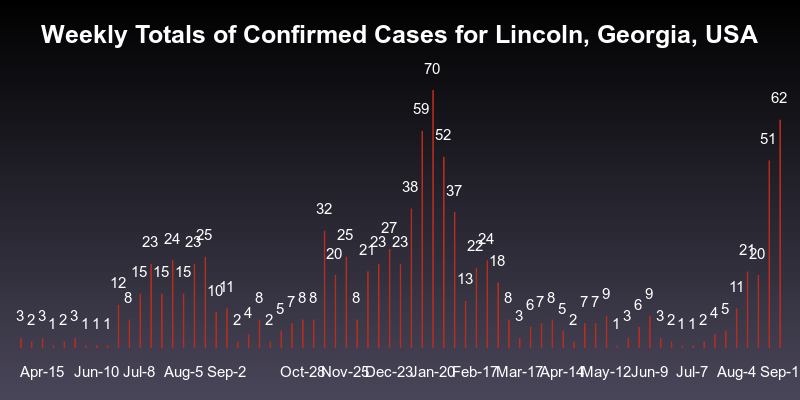 Weekly Totals of Confirmed Cases for Lincoln, Georgia, USA
3 2 3 1 2 3 1 1 1 12 8 15 23 15 24 15 23 25 10 11 2 4 8 2 5 7 8 8 32 20 25 8 21 23 27 23 38 59 70 52 37 13 22 24 18 8 3 6 7 8 5 2 7 7 9 1 3 6 9 3 2 1 1 2 4 5 11 21 20 51 62
Apr-15 Jun-10 Jul-8 Aug-5 Sep-2 Oct-28 Nov-25 Dec-23 Jan-20 Feb-17 Mar-17 Apr-14 May-12 Jun-9 Jul-7 Aug-4 Sep-1